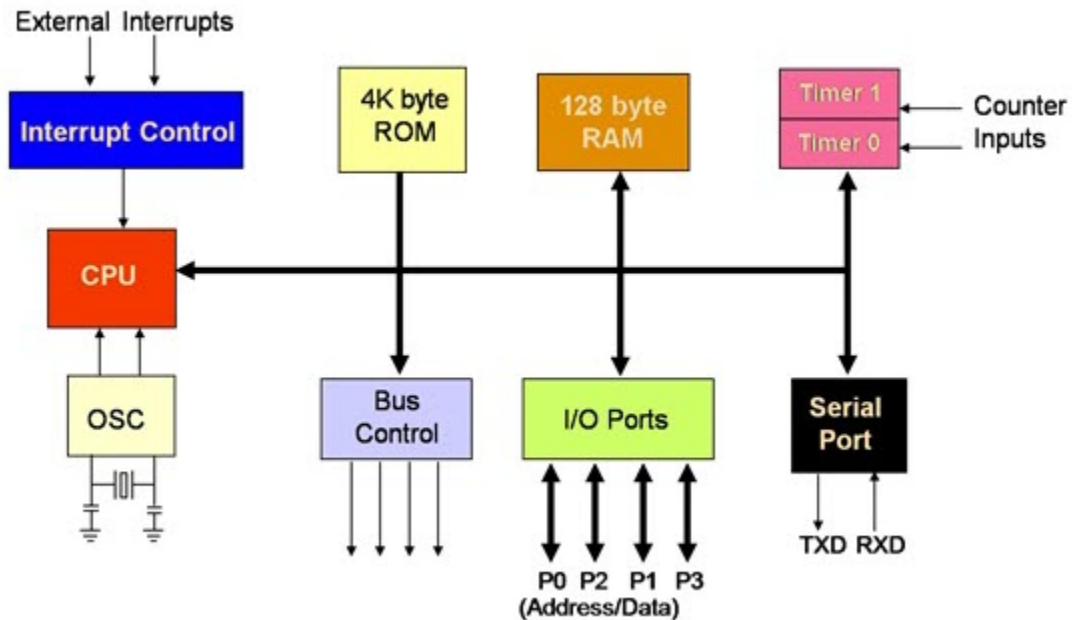 External Interrupts
Interrupt Control
4K byte
ROM
128 byte
RAM
Timer 1
Timer 0
Counter
Inputs
CPU
OSC
Bus
Control
I/O Ports
Serial
Port
TXD RXD
P0 P2 P1 P3
(Address/Data)